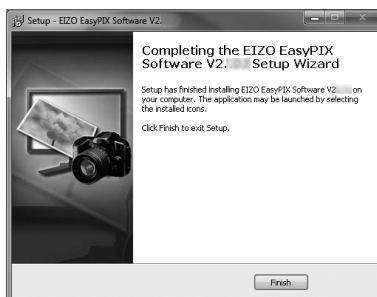 Setup - EIZO EasyPIX Software V2.
Completing the EIZO EasyPIX
Software V2. Setup Wizard
Setup has finished installing EIZO EasyPIX Software V2 on
your computer. The application may be launched by selecting
the installed icons.
Click Finish to exit Setup.
Finish